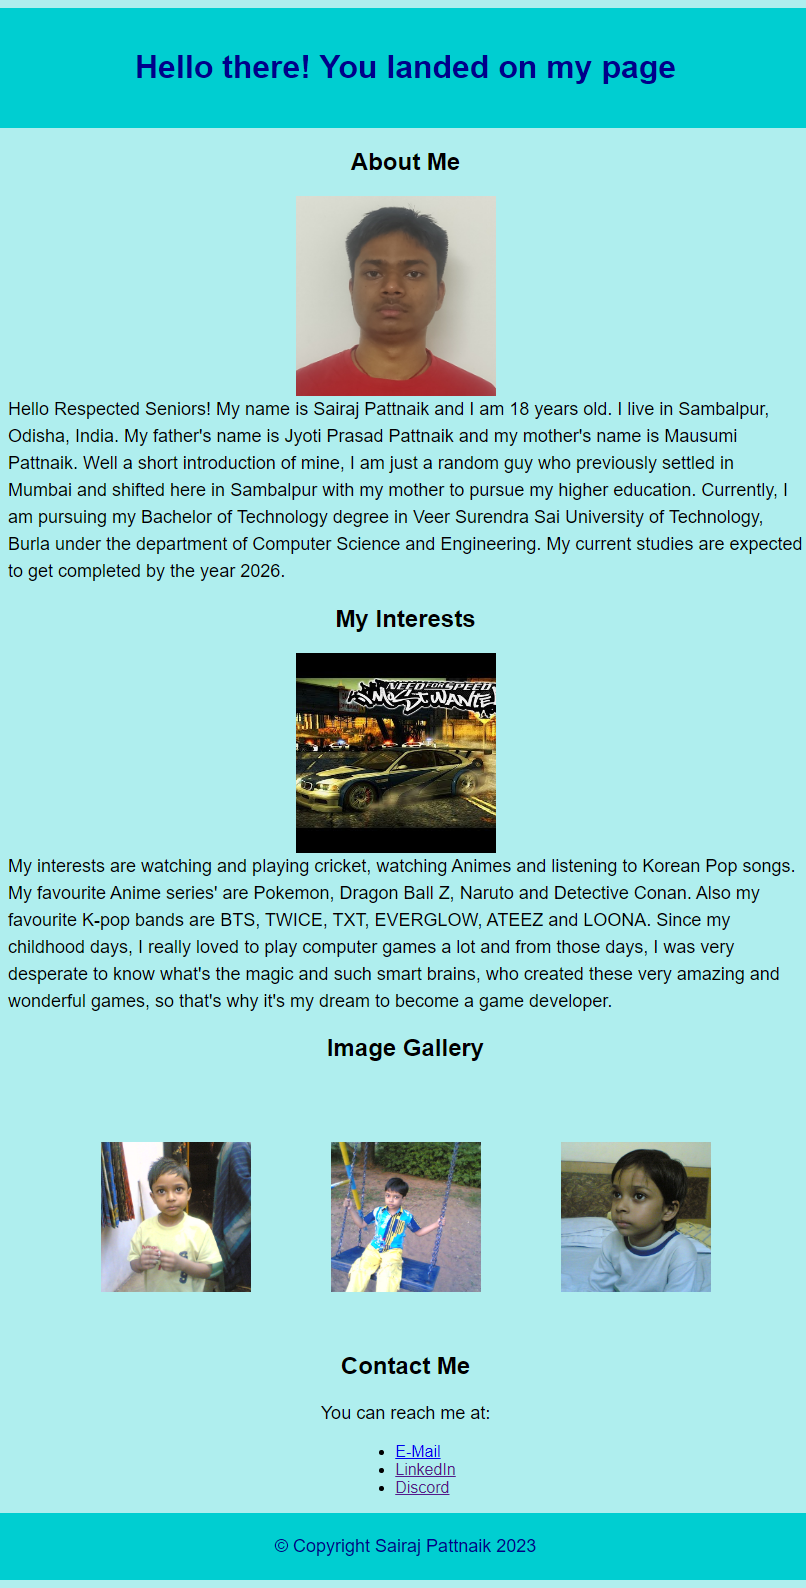 Hello there! You landed on my page
About Me
Hello Respected Seniors! My name is Sairaj Pattnaik and I am 18 years old. I live in Sambalpur,
Odisha, India. My father's name is Jyoti Prasad Pattnaik and my mother's name is Mausumi
Pattnaik. Well a short introduction of mine, I am just a random guy who previously settled in
Mumbai and shifted here in Sambalpur with my mother to pursue my higher education. Currently, I
am pursuing my Bachelor of Technology degree in Veer Surendra Sai University of Technology,
Burla under the department of Computer Science and Engineering. My current studies are expected
to get completed by the year 2026.
My Interests
NEED FOR SPEED
MOST WANTE
My interests are watching and playing cricket, watching Animes and listening to Korean Pop songs.
My favourite Anime series' are Pokemon, Dragon Ball Z, Naruto and Detective Conan. Also my
favourite K-pop bands are BTS, TWICE, TXT, EVERGLOW, ATEEZ and LOONA. Since my
childhood days, I really loved to play computer games a lot and from those days, I was very
desperate to know what's the magic and such smart brains, who created these very amazing and
wonderful games, so that's why it's my dream to become a game developer.
Image Gallery
Contact Me
You can reach me at:
• E-Mail
• LinkedIn
• Discord
© Copyright Sairaj Pattnaik 2023